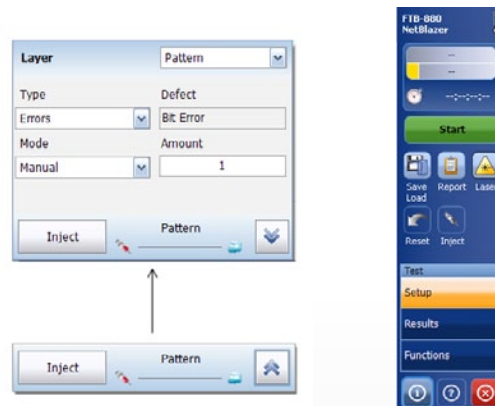 Layer
Pattern
Type
Defect
Errors
Bit Error
Mode
Amount
Manual
1
Inject
Pattern
Inject
Pattern
FTB-880
NetBlazer
--
--
--:--:--
Start
Save
Load
Report
Laser
Reset
Inject
Test
Setup
Results
Functions